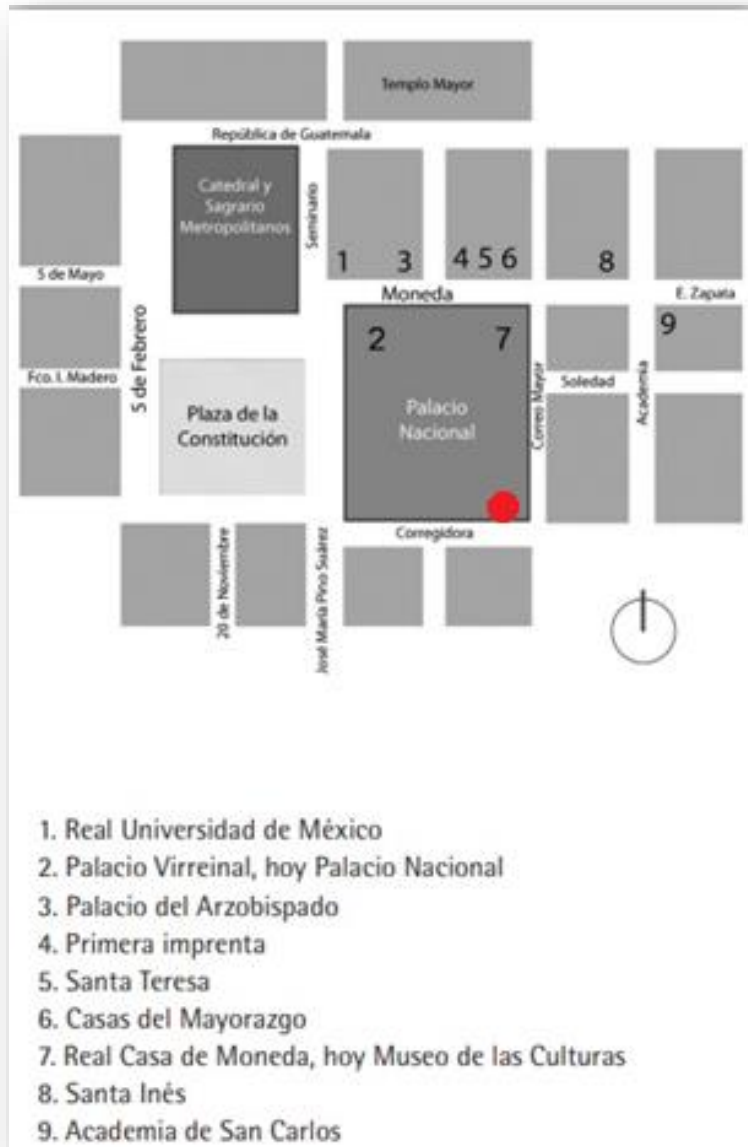 Templo Mayor
República de Guatemala
Catedral y
Sagrario
Metropolitanos
Seminario
1
3
4 5 6
8
5 de Mayo
Moneda
E. Zapata
5 de Febrero
2
7
9
Fco. I. Madero
Plaza de la
Constitución
Palacio
Nacional
Correo Mayor
Soledad
Academia
Corregidora
20 de Noviembre
José María Pino Suárez
1. Real Universidad de México
2. Palacio Virreinal, hoy Palacio Nacional
3. Palacio del Arzobispado
4. Primera imprenta
5. Santa Teresa
6. Casas del Mayorazgo
7. Real Casa de Moneda, hoy Museo de las Culturas
8. Santa Inés
9. Academia de San Carlos